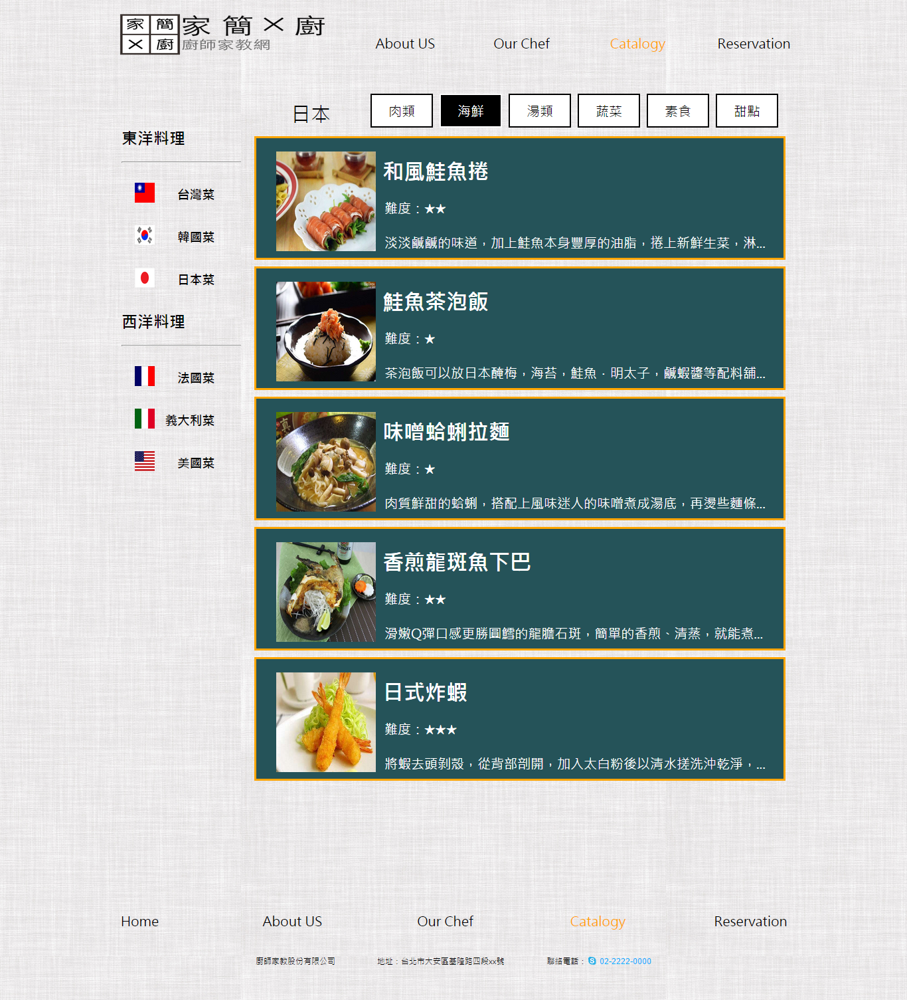 家簡
×廚
家簡×廚
廚師家教網
About US
Our Chef
Catalogy
Reservation
日本
肉類
海鮮
湯類
蔬菜
素食
甜點
東洋料理
台灣菜
韓國菜
日本菜
西洋料理
法國菜
義大利菜
美國菜
和風鮭魚捲
難度：★★
淡淡鹹鹹的味道，加上鮭魚本身豐厚的油脂，捲上新鮮生菜，淋...
鮭魚茶泡飯
難度：★
茶泡飯可以放日本醃梅，海苔，鮭魚．明太子，鹹蝦醬等配料舖...
味噌蛤蜊拉麵
難度：★
肉質鮮甜的蛤蜊，搭配上風味迷人的味噌煮成湯底，再燙些麵條...
香煎龍斑魚下巴
難度：★★
滑嫩Q彈口感更勝圓鱈的龍膽石斑，簡單的香煎、清蒸，就能煮...
日式炸蝦
難度：★★★
將蝦去頭剝殼，從背部剖開，加入太白粉後以清水搓洗沖乾淨，...
Home
About US
Our Chef
Catalogy
Reservation
廚師家教股份有限公司
地址：台北市大安區基隆路四段xx號
聯絡電話：02-2222-0000